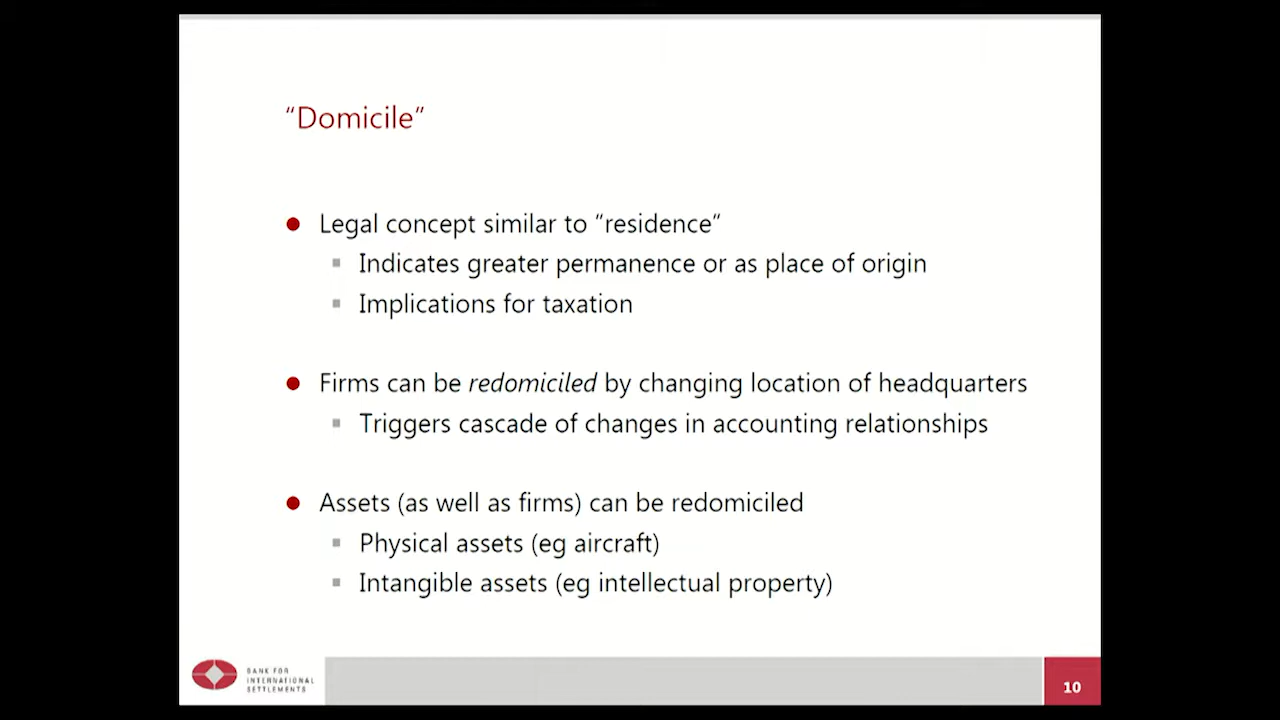 “Domicile”
Legal concept similar to “residence”
Indicates greater permanence or as place of origin
Implications for taxation
Firms can be redomiciled by changing location of headquarters
Triggers cascade of changes in accounting relationships
Assets (as well as firms) can be redomiciled
Physical assets (eg aircraft)
Intangible assets (eg intellectual property)
BANK FOR
INTERNATIONAL
SETTLEMENTS
10